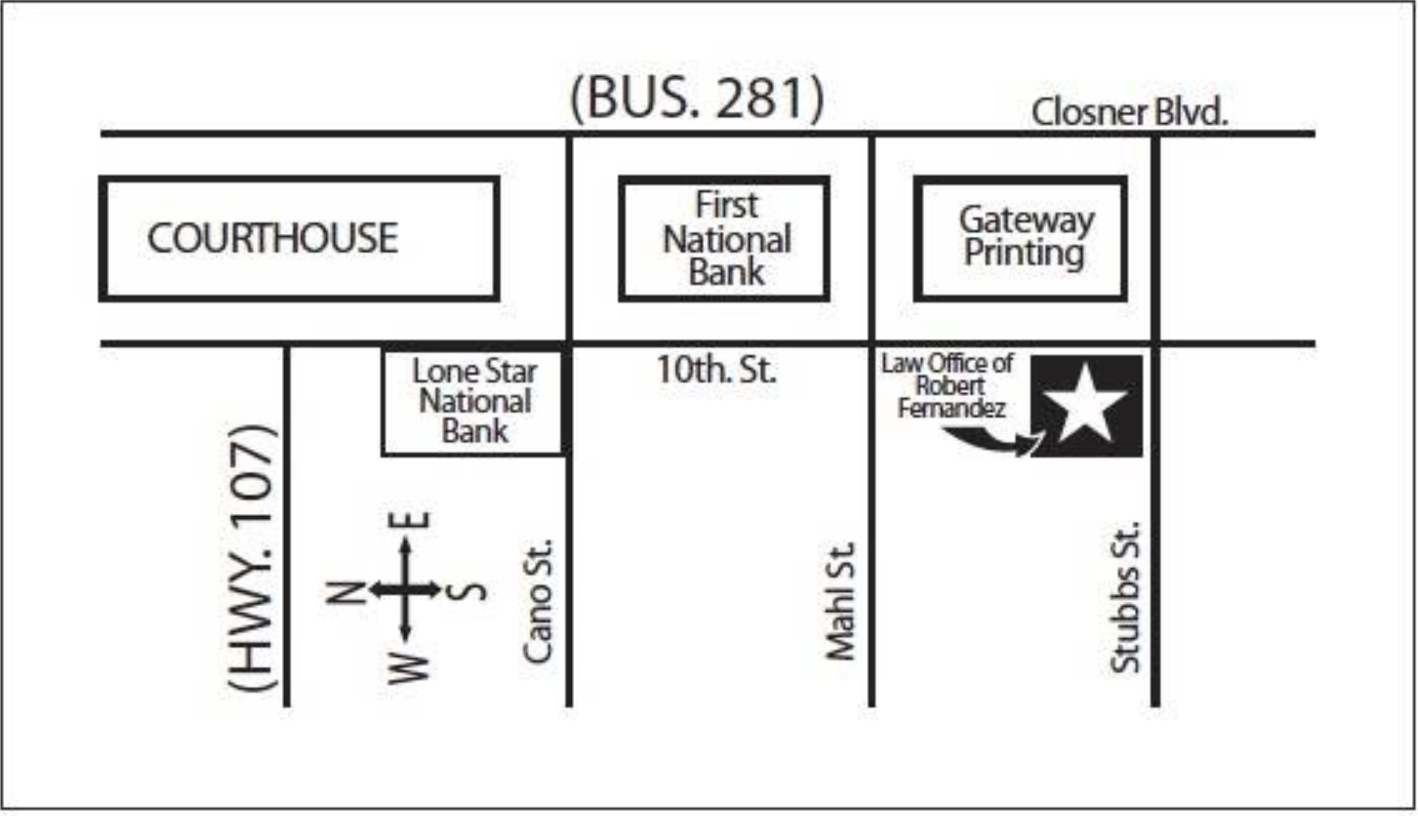 (BUS. 281)
Closner Blvd.
COURTHOUSE
First
National
Bank
Gateway
Printing
Lone Star
National
Bank
10th. St.
Law Office of
Robert
Fernandez
(HWY. 107)
E
N
S
W
Cano St.
Mahl St.
Stubbs St.